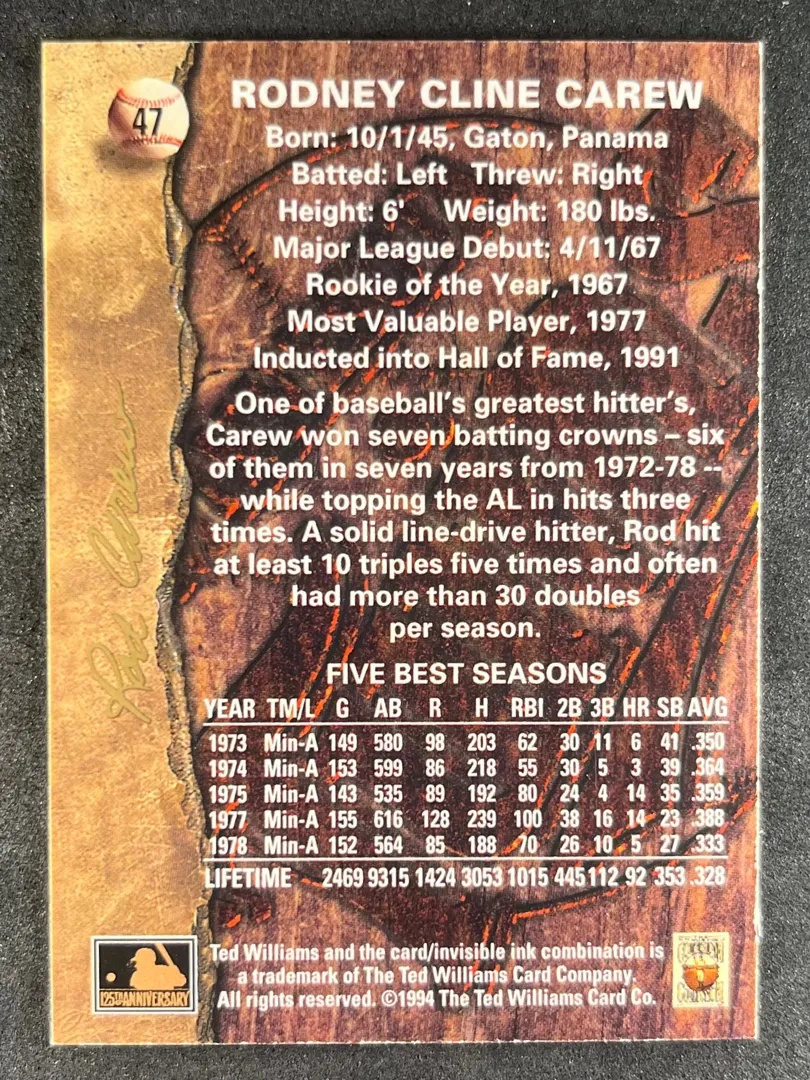 47
RODNEY CLINE CAREW
Born: 10/1/45, Gaton, Panama
Batted: Left Threw: Right
Height: 6' Weight: 180 lbs.
Major League Debut: 4/11/67
Rookie of the Year, 1967
Most Valuable Player, 1977
Inducted into Hall of Fame, 1991
One of baseball's greatest hitter's,
Carew won seven batting crowns – six
of them in seven years from 1972-78 --
while topping the AL in hits three
times. A solid line-drive hitter, Rod hit
at least 10 triples five times and often
had more than 30 doubles
per season.
Rod Carew
FIVE BEST SEASONS
YEAR TM/L G AB R H RBI 2B 3B HR SB AVG
1973 Min-A 149 580 98 203 62 30 11 6 41 .350
1974 Min-A 153 599 86 218 55 30 5 3 39 .364
1975 Min-A 143 535 89 192 80 24 4 14 35 .359
1977 Min-A 155 616 128 239 100 38 16 14 23 .388
1978 Min-A 152 564 85 188 70 26 10 5 27 .333
LIFETIME 2469 9315 1424 3053 1015 445 112 92 353 .328
125TH ANNIVERSARY
Ted Williams and the card/invisible ink combination is
a trademark of The Ted Williams Card Company.
All rights reserved. ©1994 The Ted Williams Card Co.